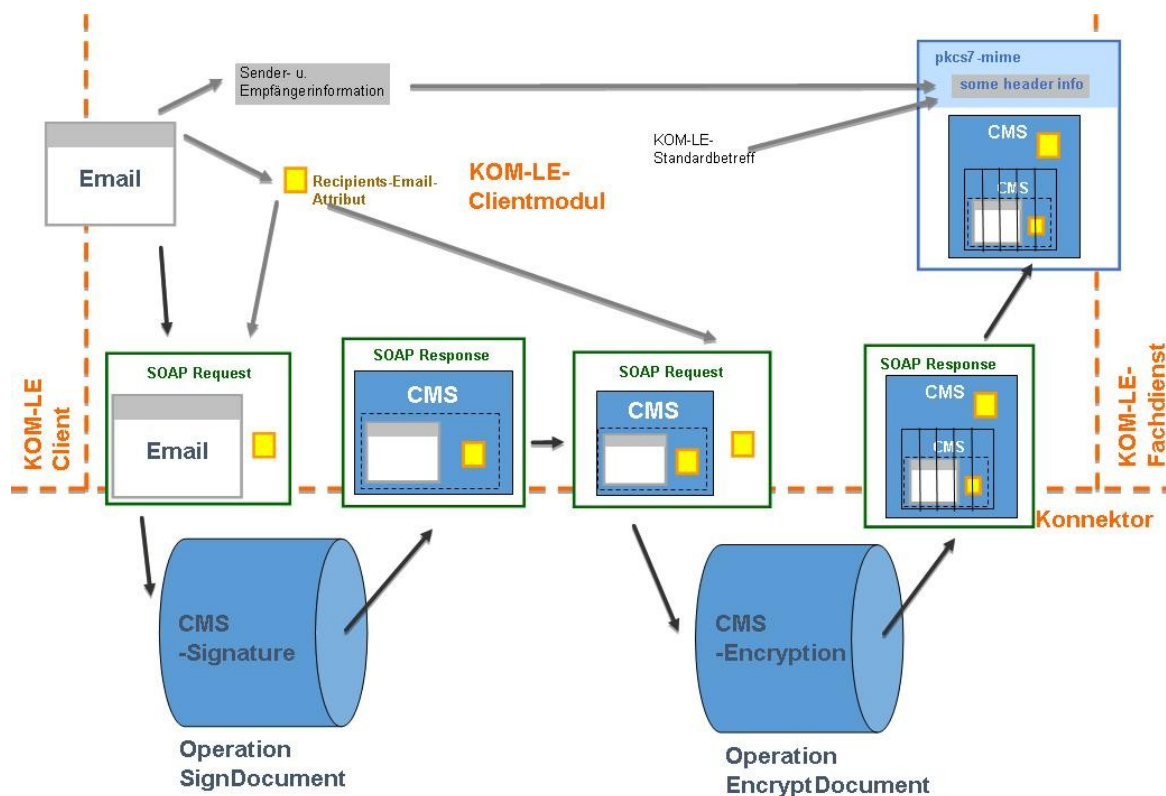 pkcs7-mime
Sender- u.
Empfängerinformation
some header info
CMS
KOM-LE-
Standardbetreff
Email
KOM-LE-
Clientmodul
Recipients-Email-
Attribut
CMS
SOAP Request
SOAP Response
SOAP Request
SOAP Response
CMS
CMS
CMS
CMS
Email
KOM-LE
Client
KOM-LE-
Fachdienst
Konnektor
CMS
-Signature
CMS
-Encryption
Operation
SignDocument
Operation
EncryptDocument